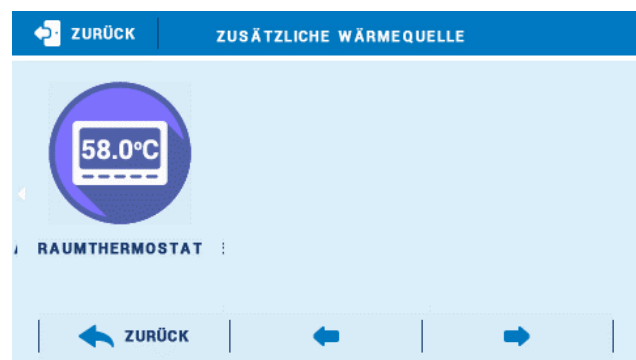 ZURÜCK
ZUSÄTZLICHE WÄRMEQUELLE
58.0°C
RAUMTHERMOSTAT
ZURÜCK